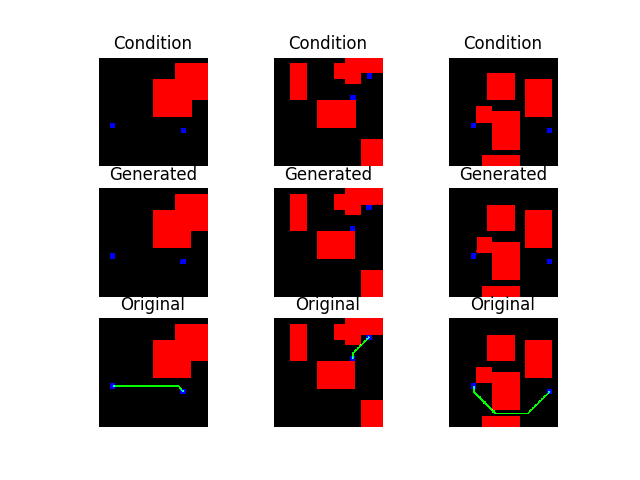 Condition Condition Condition
Generated Generated Generated
Original Original Original